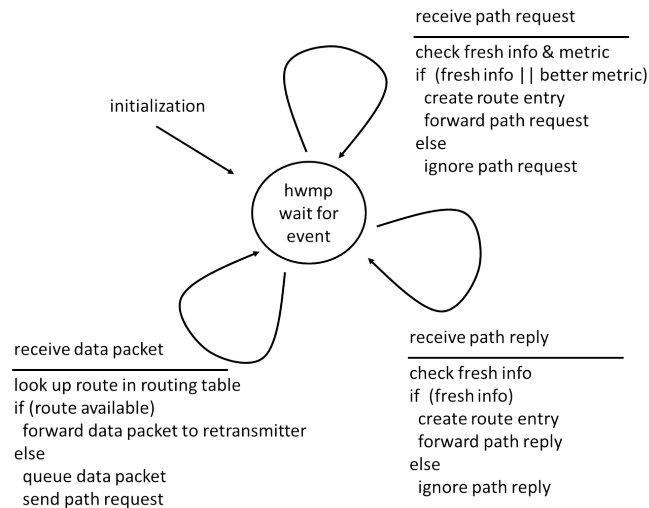 receive path request
check fresh info & metric
if (fresh info || better metric)
create route entry
forward path request
else
ignore path request
initialization
hwmp
wait for
event
receive path reply
check fresh info
if (fresh info)
create route entry
forward path reply
else
ignore path reply
receive data packet
look up route in routing table
if (route available)
forward data packet to retransmitter
else
queue data packet
send path request